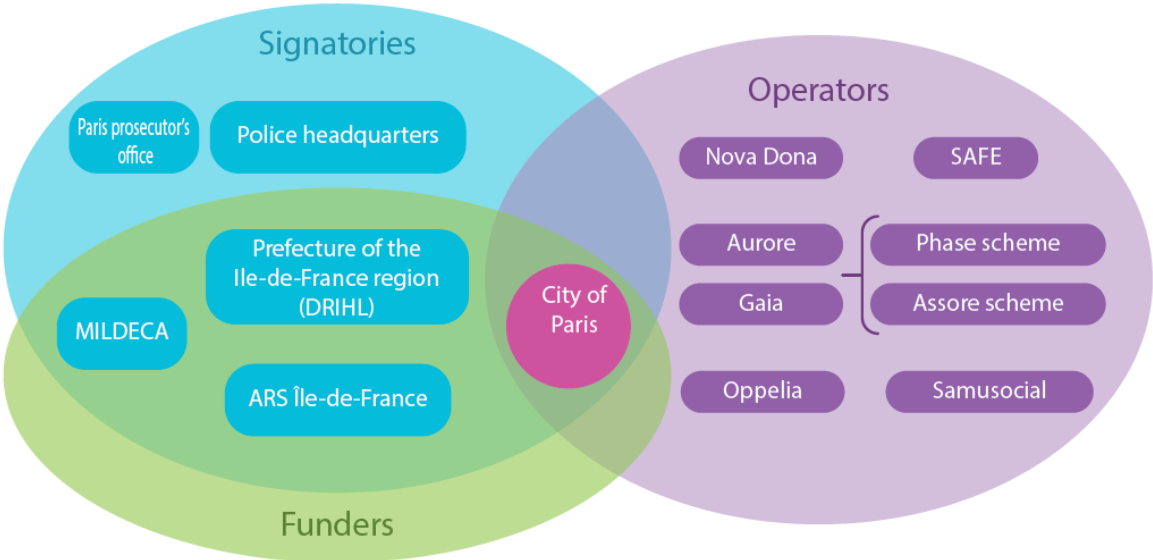 Signatories
Paris prosecutor's
office
Police headquarters
Prefecture of the
Ile-de-France region
(DRIHL)
MILDECA
ARS Île-de-France
Funders
City of
Paris
Operators
Nova Dona
SAFE
Aurore
Phase scheme
Gaia
Assore scheme
Oppelia
Samusocial